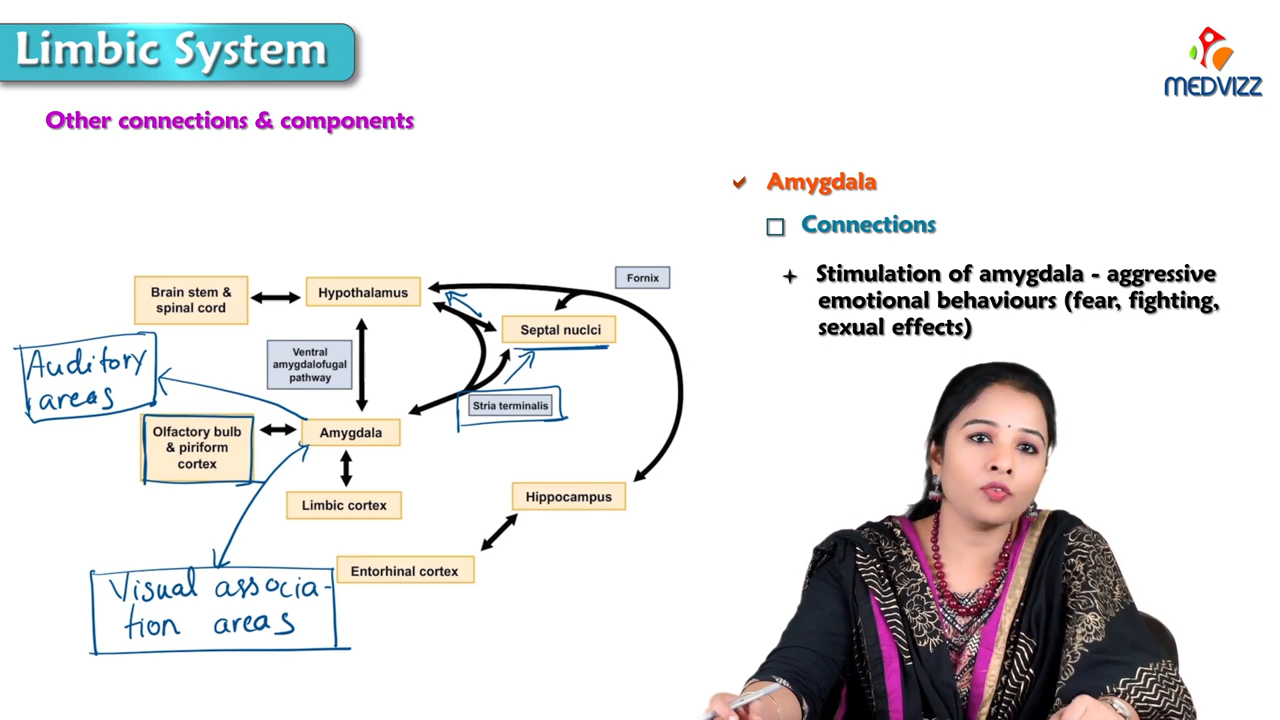 Limbic System
MEDVIZZ
Other connections & components
Amygdala
Connections
Stimulation of amygdala - aggressive
emotional behaviours (fear, fighting,
sexual effects)
Fornix
Brain stem &
spinal cord
Hypothalamus
Septal nuclci
Ventral
amygdalofugal
pathway
Auditory
areas
Stria terminalis
Olfactory bulb
& piriform
cortex
Amygdala
Limbic cortex
Hippocampus
Entorhinal cortex
Visual associa-
tion areas